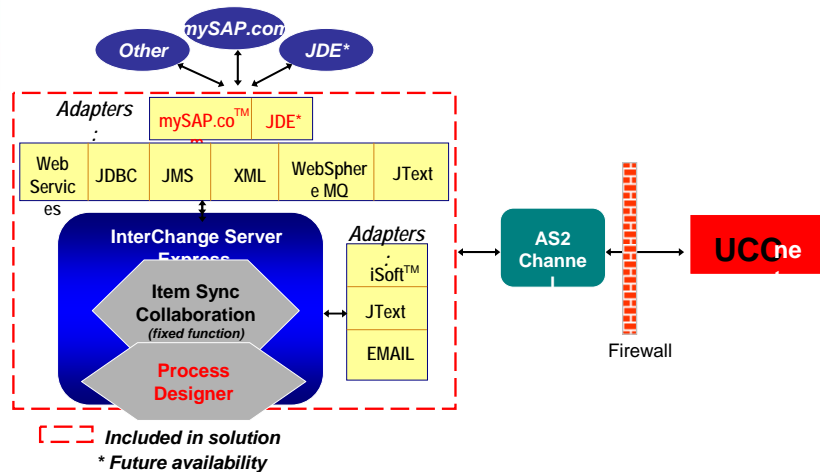 mySAP.com
Other
JDE*
Adapters
:
mySAP.co™
m
JDE*
Web
Servic
es
JDBC
JMS
XML
WebSpher
e MQ
JText
InterChange Server
Express
Adapters
:
iSoft™
JText
EMAIL
Item Sync
Collaboration
(fixed function)
Process
Designer
AS2
Channe
l
UCCne
t
Firewall
Included in solution
* Future availability